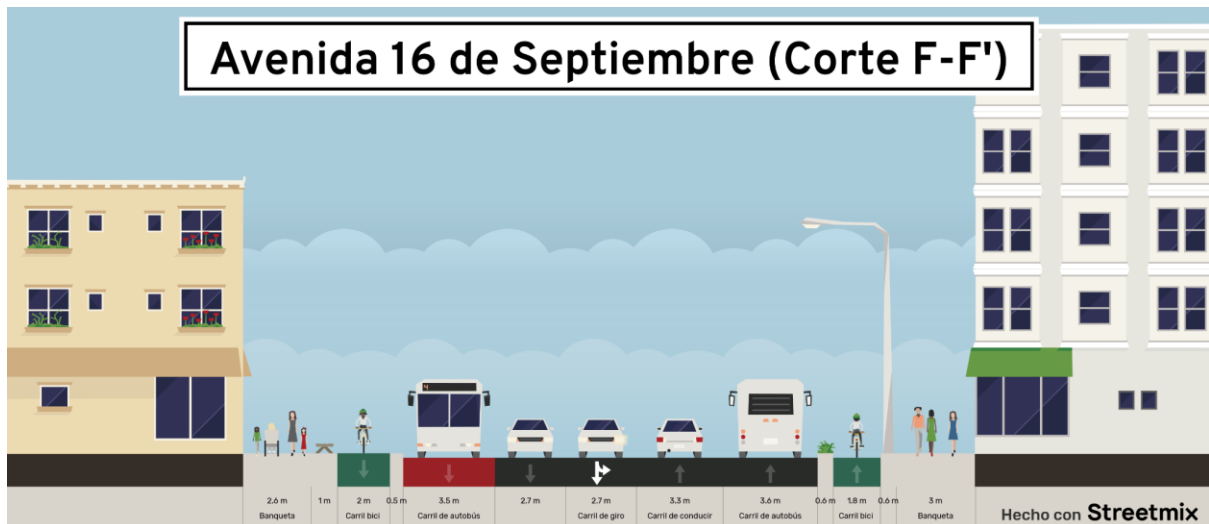 Avenida 16 de Septiembre (Corte F-F')
4
2.6 m
Banqueta
1 m
2 m
Carril bici
0.5 m
3.5 m
Carril de autobús
2.7 m
2.7 m
Carril de giro
3.3 m
Carril de conducir
3.6 m
Carril de autobús
0.6 m
1.8 m
Carril bici
0.6 m
3 m
Banqueta
Hecho con Streetmix